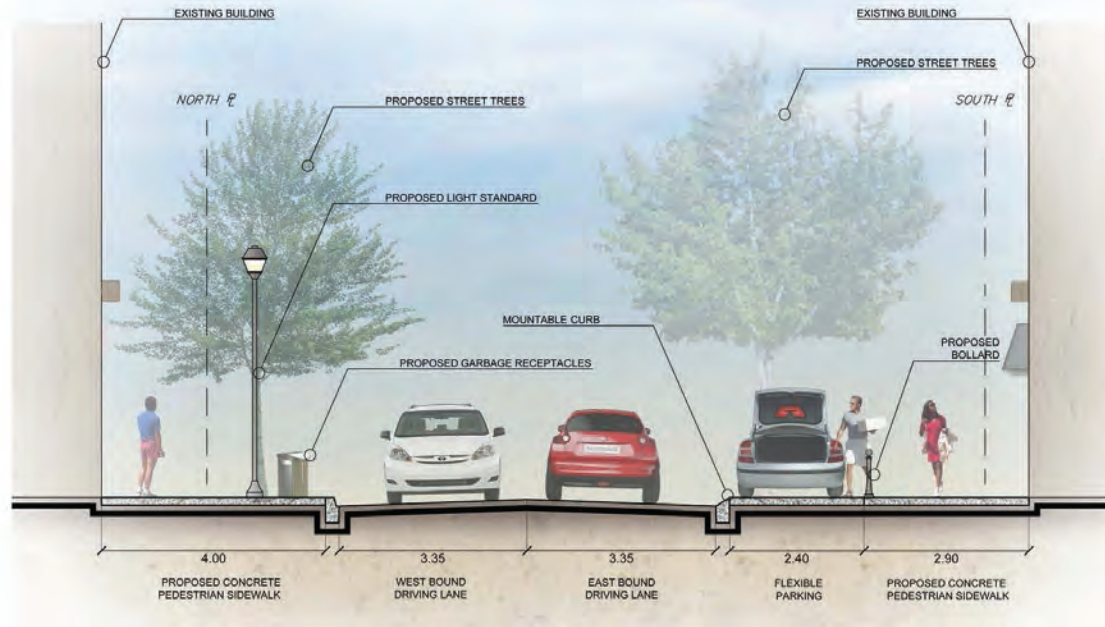 EXISTING BUILDING
EXISTING BUILDING
PROPOSED STREET TREES
NORTH ⅊
PROPOSED STREET TREES
SOUTH ⅊
PROPOSED LIGHT STANDARD
MOUNTABLE CURB
PROPOSED
BOLLARD
PROPOSED GARBAGE RECEPTACLES
4.00
3.35
3.35
2.40
2.90
PROPOSED CONCRETE
PEDESTRIAN SIDEWALK
WEST BOUND
DRIVING LANE
EAST BOUND
DRIVING LANE
FLEXIBLE
PARKING
PROPOSED CONCRETE
PEDESTRIAN SIDEWALK